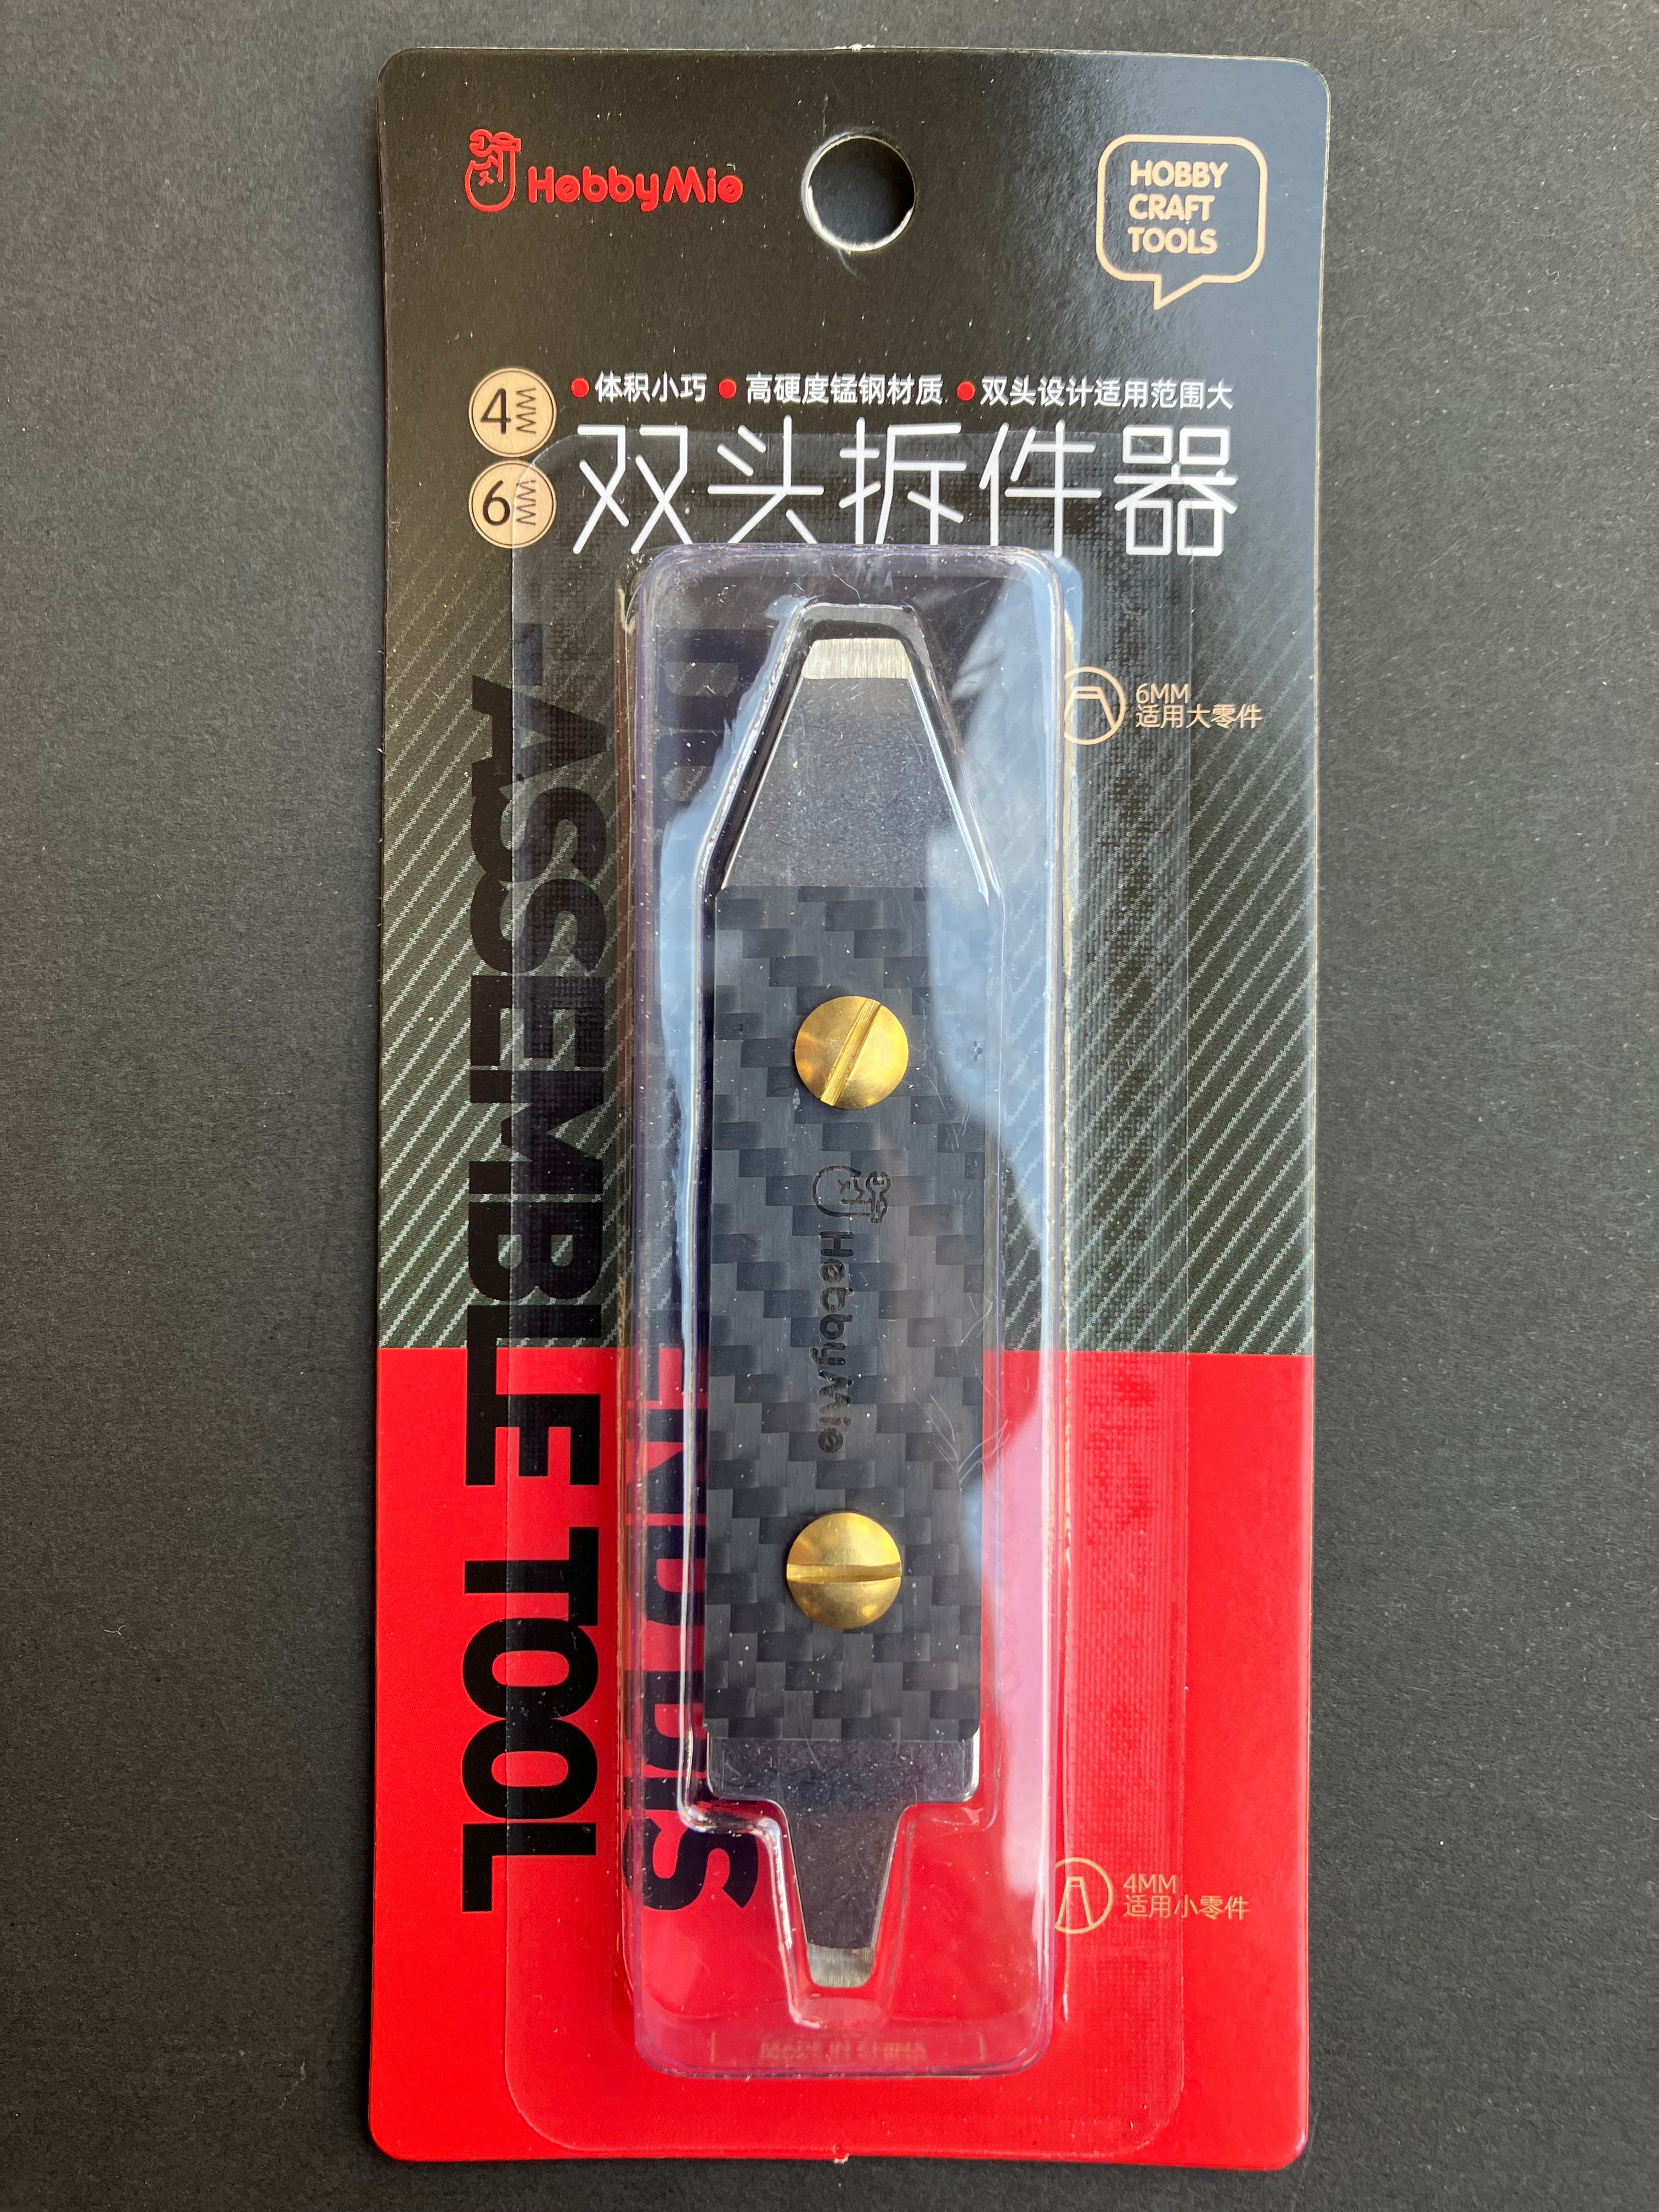 HobbyMio
HOBBY
CRAFT
TOOLS
4MM
6MM
● 体积小巧 ● 高硬度锰钢材质 ● 双头设计适用范围大
双头拆件器
6MM
适用大零件
ASSEMBLE TOOL
HobbyMio
4MM
适用小零件